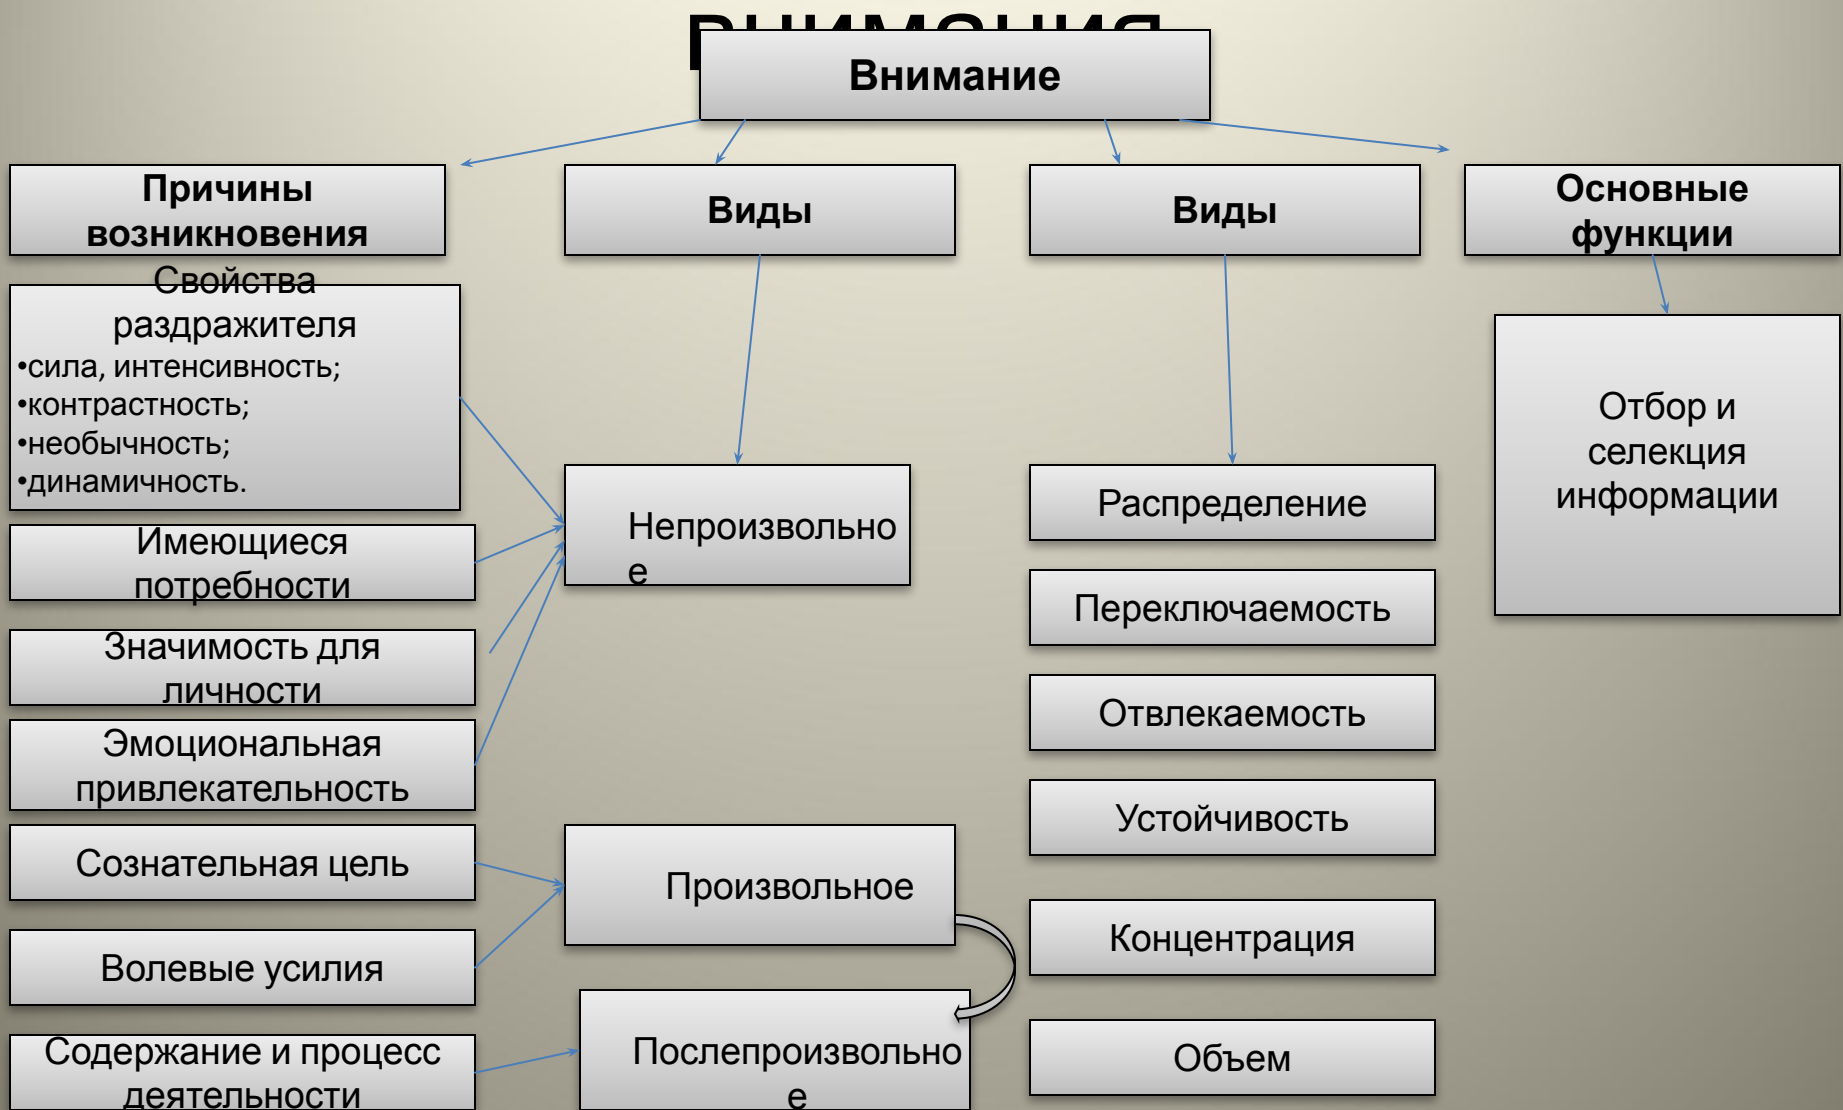 внимания
Внимание
Причины
возникновения
Виды
Виды
Основные
функции
Свойства
раздражителя
•сила, интенсивность;
•контрастность;
•необычность;
•динамичность.
Имеющиеся
потребности
Значимость для
личности
Эмоциональная
привлекательность
Сознательная цель
Волевые усилия
Содержание и процесс
деятельности
Непроизвольно
е
Произвольное
Послепроизвольно
е
Распределение
Переключаемость
Отвлекаемость
Устойчивость
Концентрация
Объем
Отбор и
селекция
информации